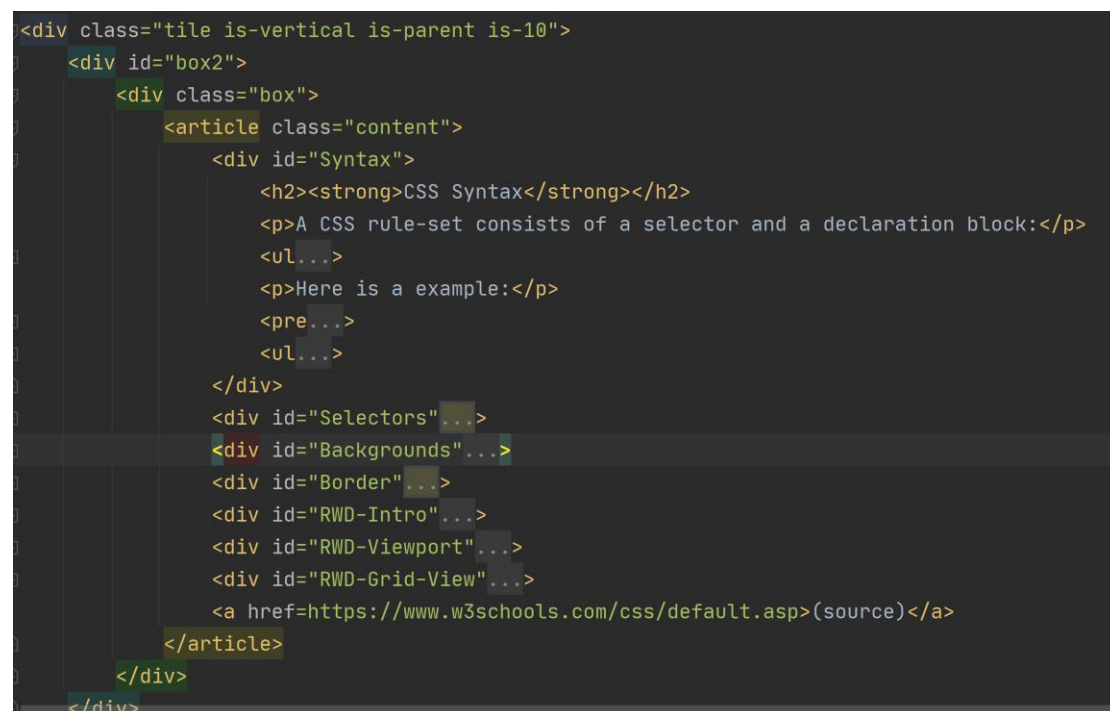 <div class="tile is-vertical is-parent is-10">
<div id="box2">
<div class="box">
<article class="content">
<div id="Syntax">
<h2><strong>CSS Syntax</strong></h2>
<p>A CSS rule-set consists of a selector and a declaration block:</p>
<ul...>
<p>Here is a example:</p>
<pre...>
<ul...>
</div>
<div id="Selectors"...>
<div id="Backgrounds"...>
<div id="Border"...>
<div id="RWD-Intro"...>
<div id="RWD-Viewport"...>
<div id="RWD-Grid-View"...>
<a href=https://www.w3schools.com/css/default.asp>(source)</a>
</article>
</div>
</div>